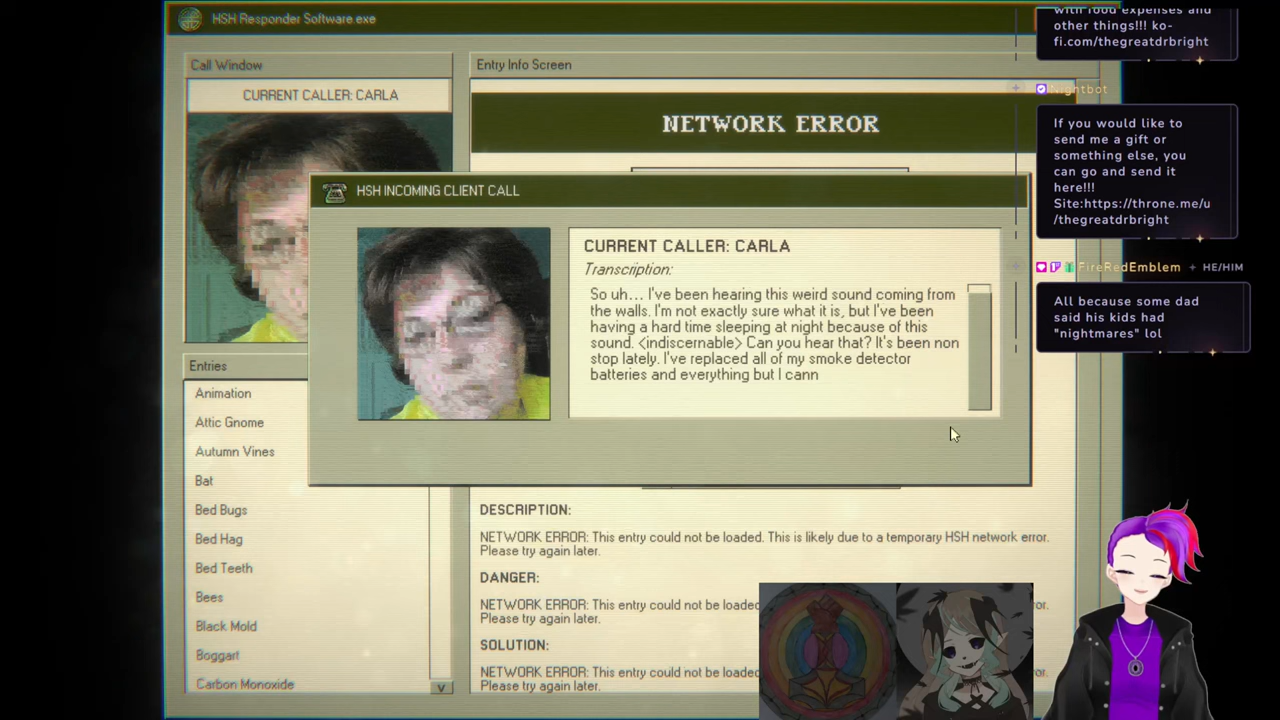 HSH Responder Software.exe
Call Window
CURRENT CALLER: CARLA
Entries
Animation
Attic Gnome
Autumn Vines
Bat
Bed Bugs
Bed Hag
Bed Teeth
Bees
Black Mold
Boggart
Carbon Monoxide
V
Entry Info Screen
NETWORK ERROR
HSH INCOMING CLIENT CALL
CURRENT CALLER: CARLA
Transcription:
So uh... I've been hearing this weird sound coming from
the walls. I'm not exactly sure what it is, but I've been
having a hard time sleeping at night because of this
sound. <indiscernable> Can you hear that? It's been non
stop lately. I've replaced all of my smoke detector
batteries and everything but I cann
DESCRIPTION:
NETWORK ERROR: This entry could not be loaded. This is likely due to a temporary HSH network error.
Please try again later.
DANGER:
NETWORK ERROR: This entry could not be loaded
ror.
Please try again later.
SOLUTION:
NETWORK ERROR: This entry could not be loaded
ror.
Please try again later.
with food expenses and
other things!!! ko-
fi.com/thegreatdrbright
Nightbot
If you would like to
send me a gift or
something else, you
can go and send it
here!!!
Site:https://throne.me/u
/thegreatdrbright
FireRedEmblem + HE/HIM
All because some dad
said his kids had
"nightmares" lol